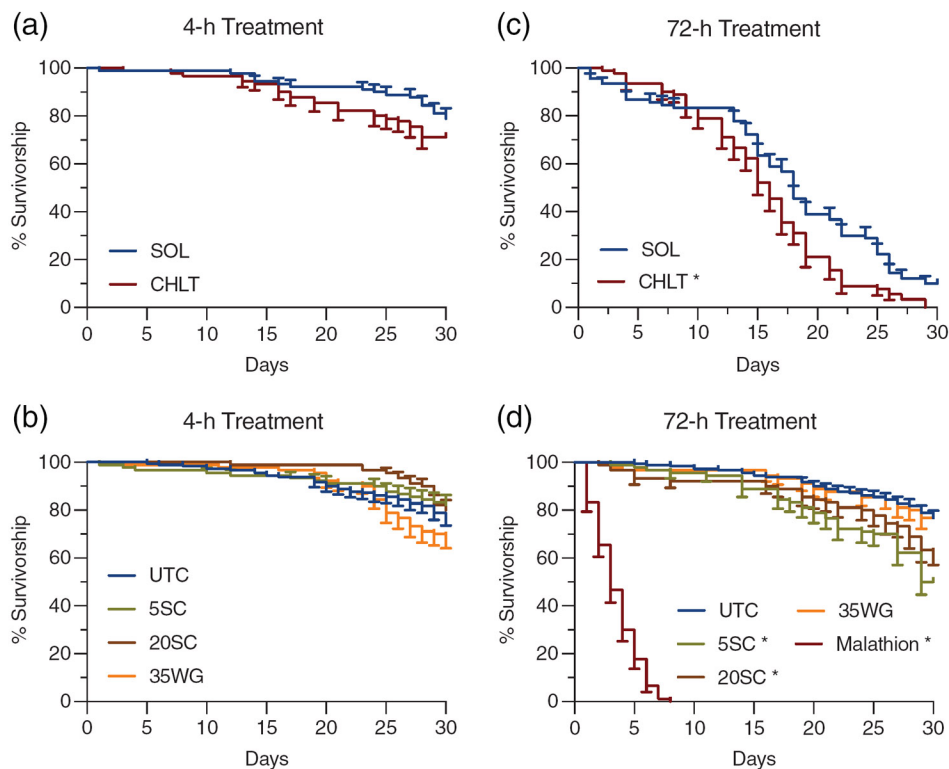 (a)
4-h Treatment
100
80
60
40
20
0
% Survivorship
SOL
CHLT
0 5 10 15 20 25 30
Days
(c)
72-h Treatment
100
80
60
40
20
0
% Survivorship
SOL
CHLT *
0 5 10 15 20 25 30
Days
(b)
4-h Treatment
100
80
60
40
20
0
% Survivorship
UTC
5SC
20SC
35WG
0 5 10 15 20 25 30
Days
(d)
72-h Treatment
100
80
60
40
20
0
% Survivorship
UTC 35WG
5SC * Malathion *
20SC *
0 5 10 15 20 25 30
Days